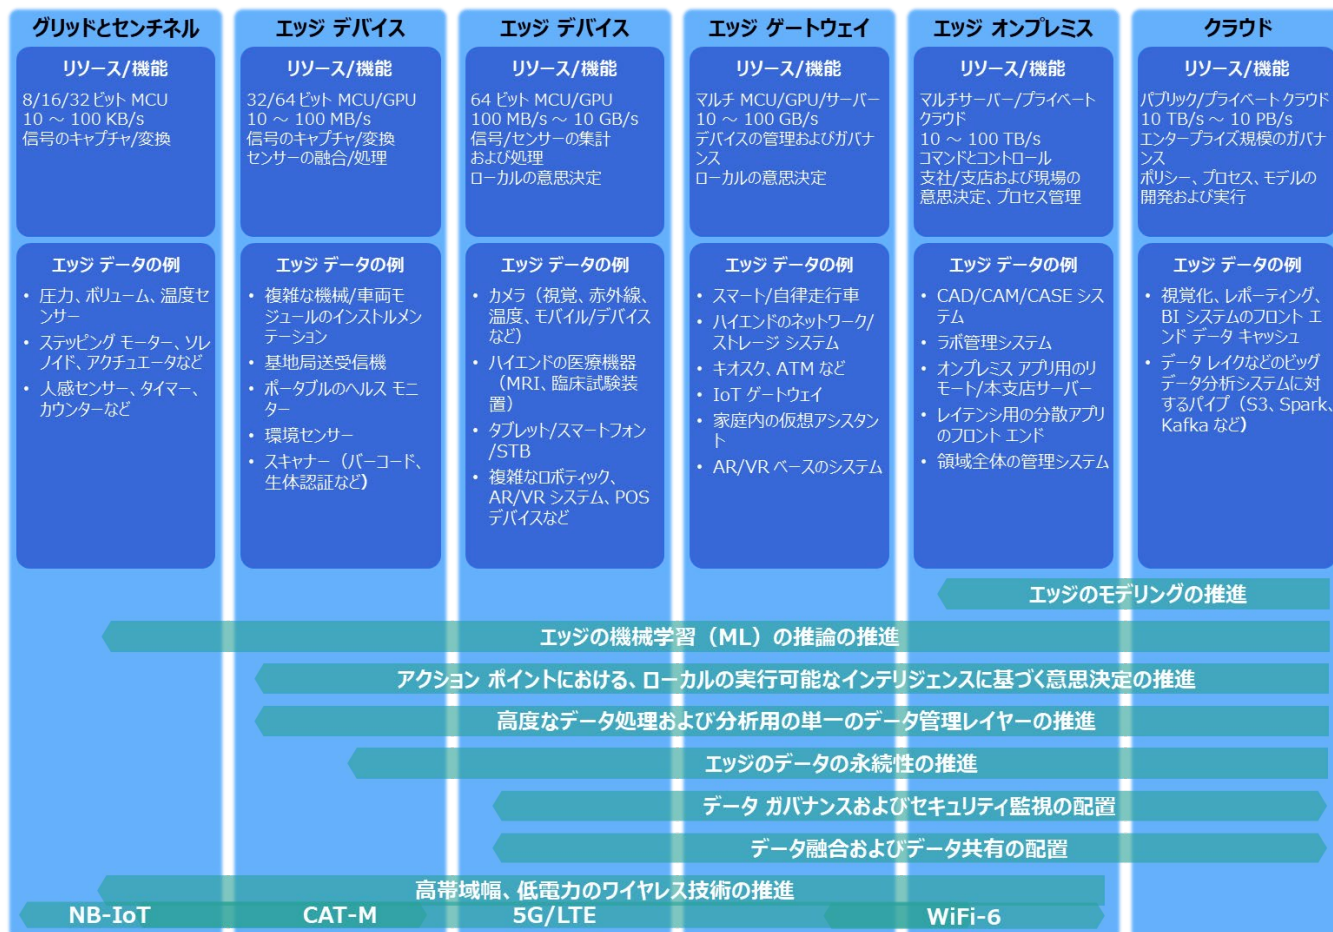 グリッドとセンチネル
リソース/機能
8/16/32 ビット MCU
10 ～ 100 KB/s
信号のキャプチャ/変換
エッジ データの例
• 圧力、ボリューム、温度セ
ンサー
• ステッピング モーター、ソレ
ノイド、アクチュエータなど
• 人感センサー、タイマー、
カウンターなど
エッジ デバイス
リソース/機能
32/64 ビット MCU/GPU
10 ～ 100 MB/s
信号のキャプチャ/変換
センサーの融合/処理
エッジ データの例
• 複雑な機械/車両モ
ジュールのインストルメン
テーション
• 基地局送受信機
• ポータブルのヘルス モニ
ター
• 環境センサー
• スキャナー（バーコード、
生体認証など）
エッジ デバイス
リソース/機能
64 ビット MCU/GPU
100 MB/s ～ 10 GB/s
信号/センサーの集計
および処理
ローカルの意思決定
エッジ データの例
• カメラ（視覚、赤外線、
温度、モバイル/デバイス
など）
• ハイエンドの医療機器
（MRI、臨床試験装
置）
• タブレット/スマートフォン
/STB
• 複雑なロボティック、
AR/VR システム、POS
デバイスなど
エッジ ゲートウェイ
リソース/機能
マルチ MCU/GPU/サーバー
10 ～ 100 GB/s
デバイスの管理およびガバナ
ンス
ローカルの意思決定
エッジ データの例
• スマート/自律走行車
• ハイエンドのネットワーク/
ストレージ システム
• キオスク、ATM など
• IoT ゲートウェイ
• 家庭内の仮想アシスタン
ト
• AR/VR ベースのシステム
エッジ オンプレミス
リソース/機能
マルチサーバー/プライベート
クラウド
10 ～ 100 TB/s
コマンドとコントロール
支社/支店および現場の
意思決定、プロセス管理
エッジ データの例
• CAD/CAM/CASE シス
テム
• ラボ管理システム
• オンプレミス アプリ用のリ
モート/本支店サーバー
• レイテンシ用の分散アプリ
のフロント エンド
• 領域全体の管理システム
クラウド
リソース/機能
パブリック/プライベート クラウド
10 TB/s ～ 10 PB/s
エンタープライズ規模のガバナ
ンス
ポリシー、プロセス、モデルの
開発および実行
エッジ データの例
• 視覚化、レポーティング、
BI システムのフロント エ
ンド データ キャッシュ
• データ レイクなどのビッグ
データ分析システムに対
するパイプ（S3、Spark、
Kafka など）
エッジのモデリングの推進
エッジの機械学習（ML）の推論の推進
アクション ポイントにおける、ローカルの実行可能なインテリジェンスに基づく意思決定の推進
高度なデータ処理および分析用の単一のデータ管理レイヤーの推進
エッジのデータの永続性の推進
データ ガバナンスおよびセキュリティ監視の配置
データ融合およびデータ共有の配置
高帯域幅、低電力のワイヤレス技術の推進
NB-IoT
CAT-M
5G/LTE
WiFi-6